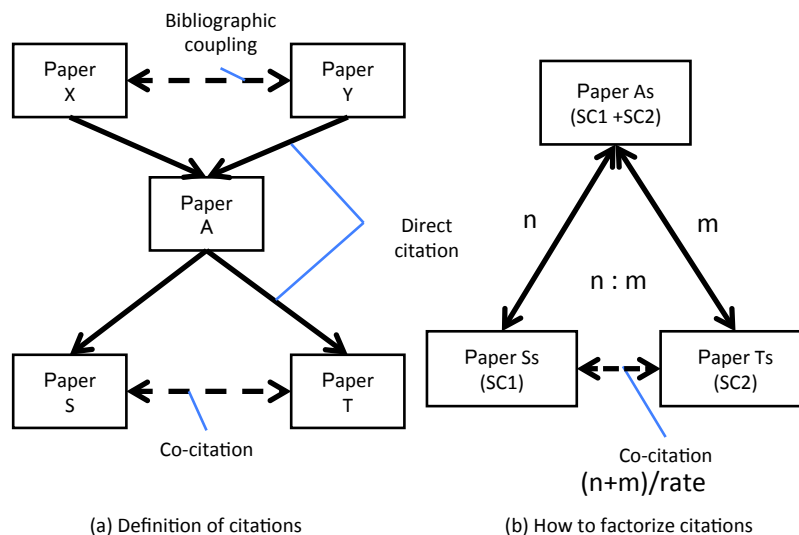 Bibliographic
coupling
Paper
X
Paper
Y
Paper
A
Direct
citation
Paper
S
Paper
T
Co-citation
(a) Definition of citations
Paper As
(SC1 +SC2)
n
m
n : m
Paper Ss
(SC1)
Paper Ts
(SC2)
Co-citation
(n+m)/rate
(b) How to factorize citations